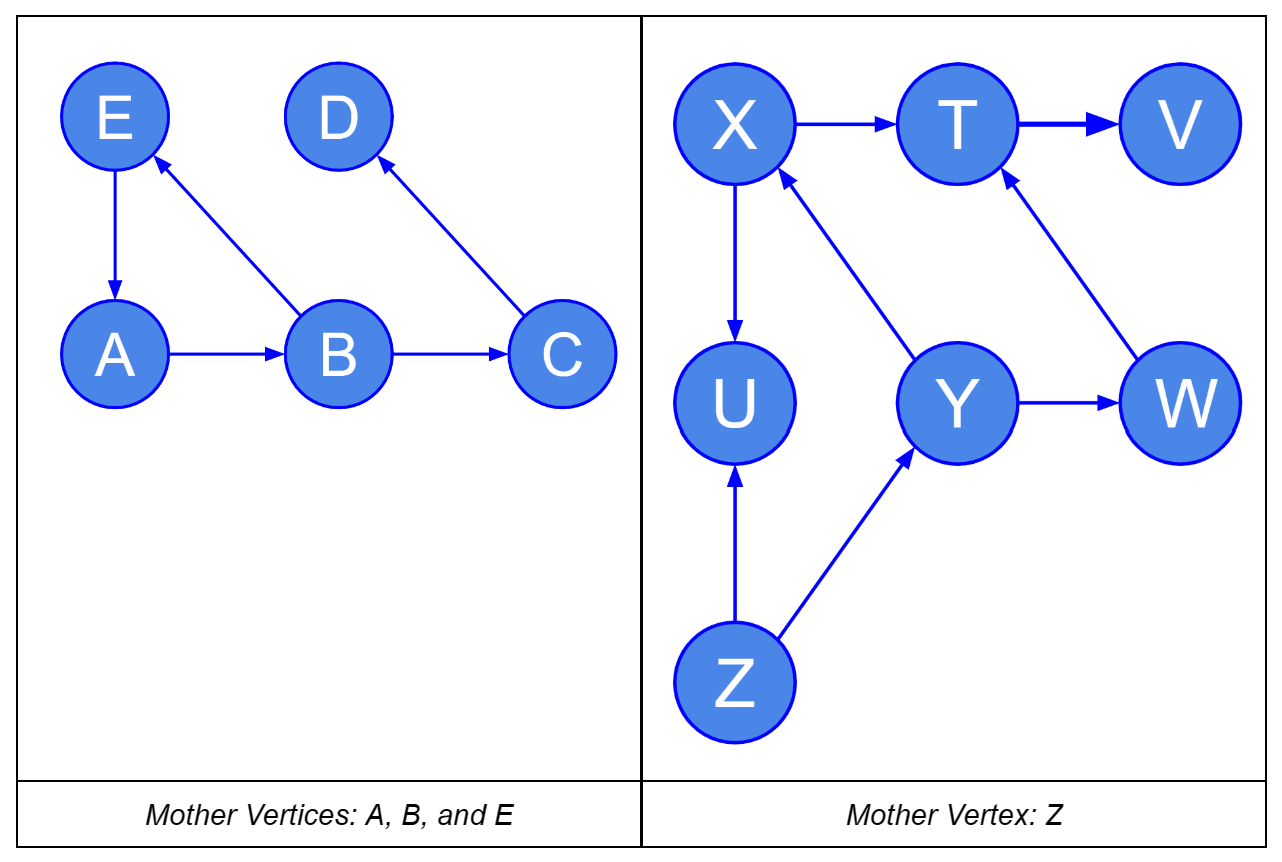 E D
A B C
X T V
U Y W
Z
Mother Vertices: A, B, and E
Mother Vertex: Z